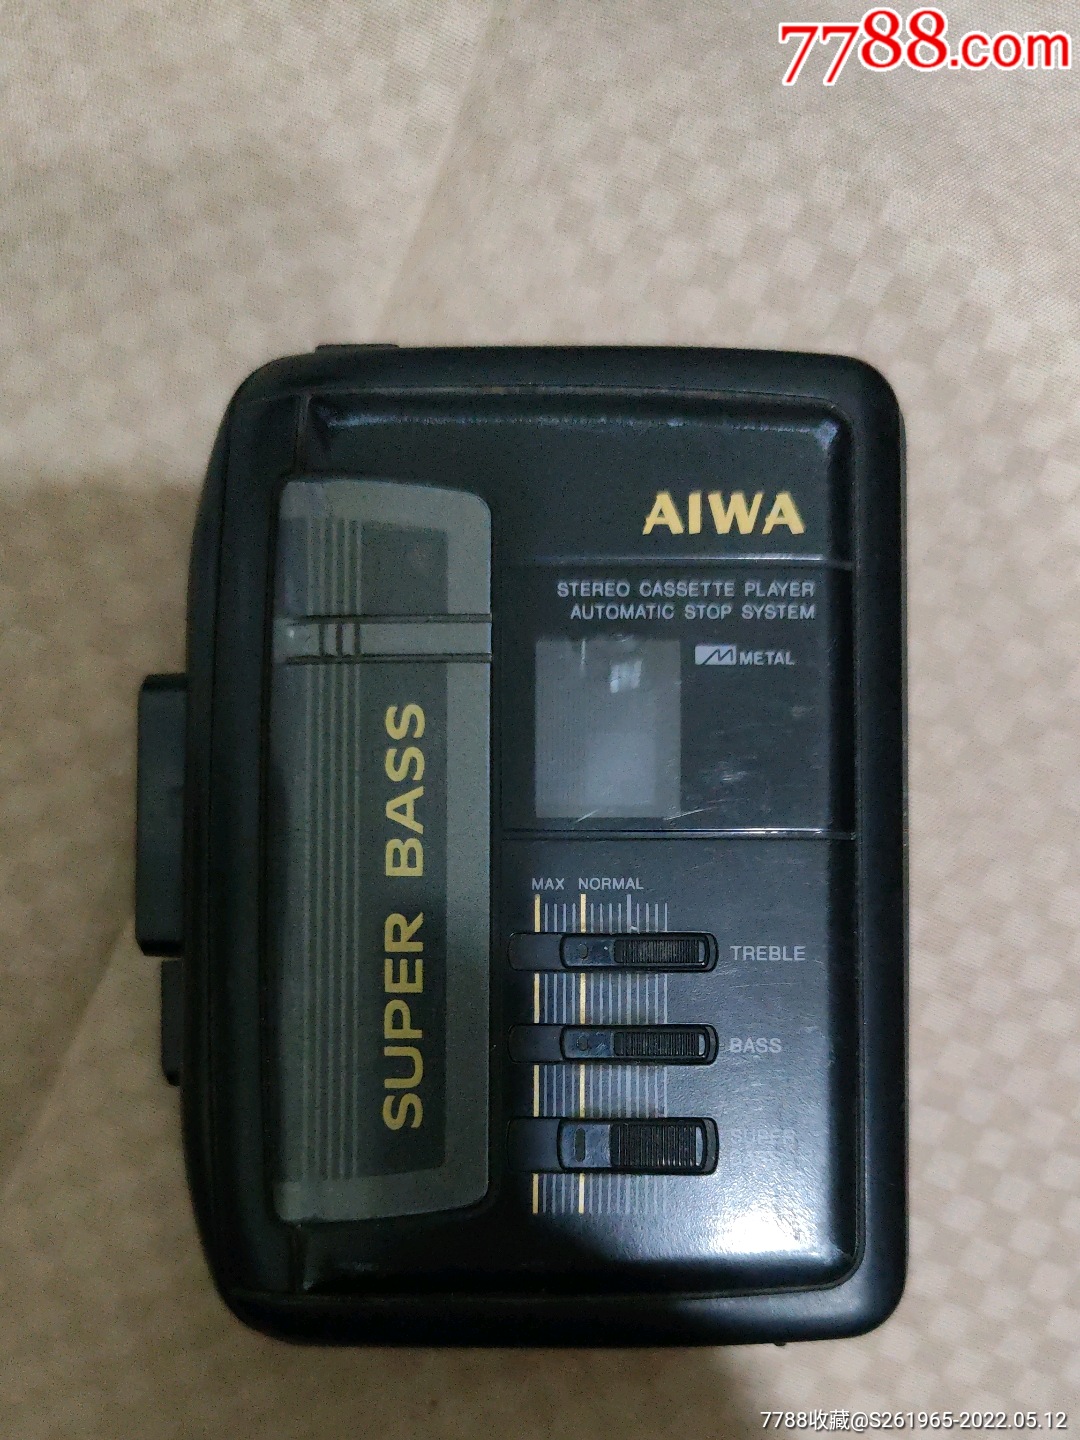 7788.com
AIWA
STEREO CASSETTE PLAYER
AUTOMATIC STOP SYSTEM
METAL
SUPER BASS
MAX NORMAL
TREBLE
BASS
SUPER
7788收藏@S261965-2022.05.12